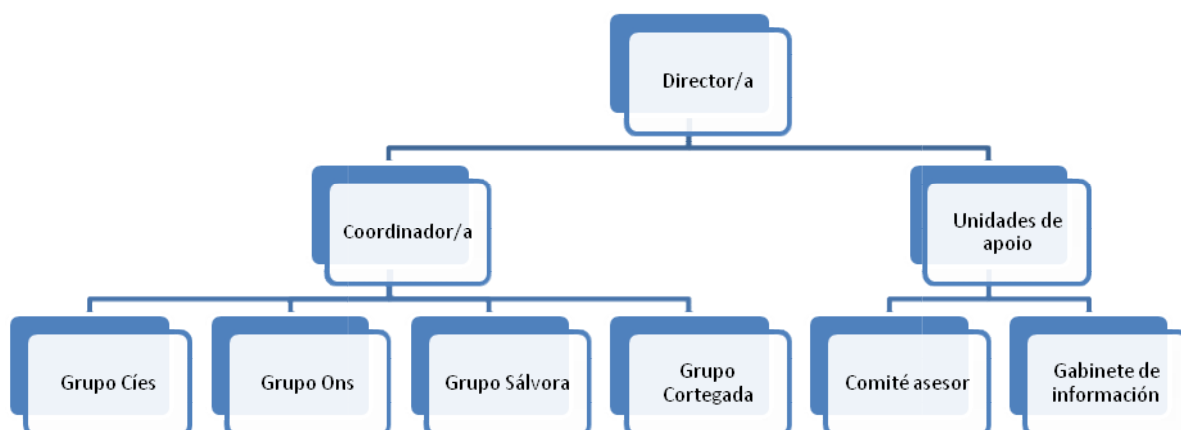 Director/a
Coordinador/a
Unidades de
apoio
Grupo Cíes
Grupo Ons
Grupo Sálvora
Grupo
Cortegada
Comité asesor
Gabinete de
información